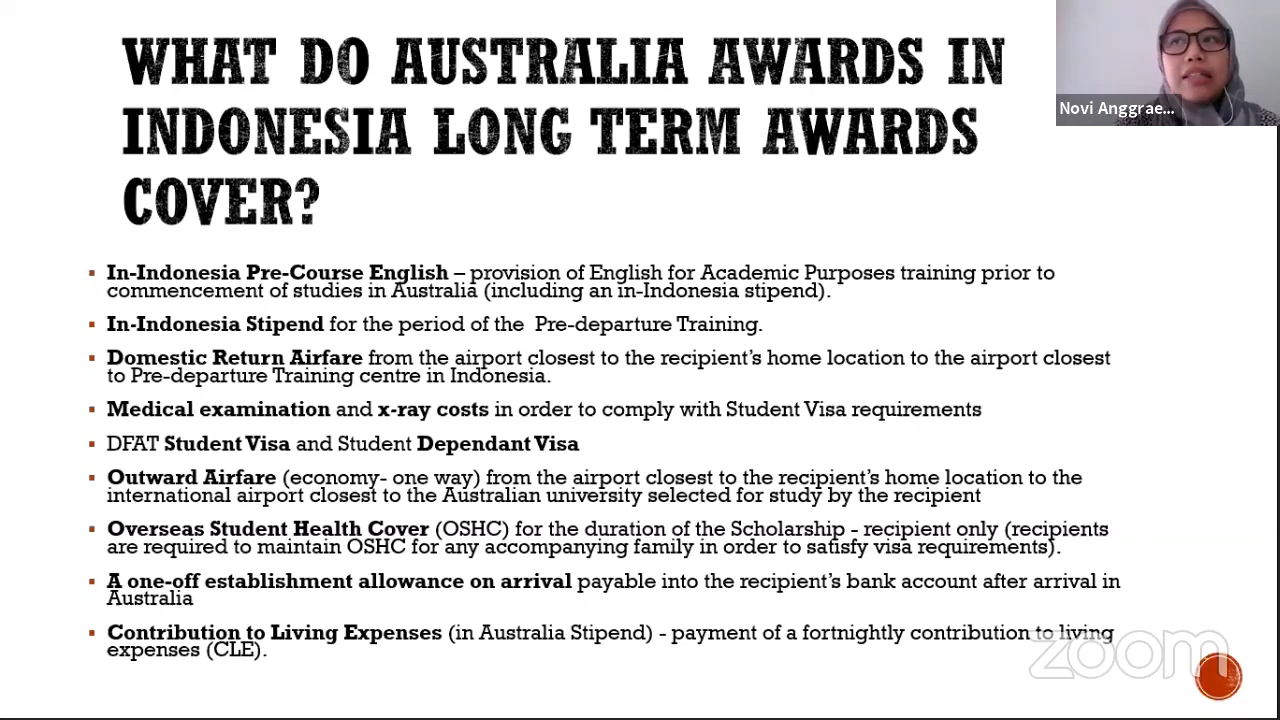 WHAT DO AUSTRALIA AWARDS IN
INDONESIA LONG TERM AWARDS
COVER?
Novi Anggrae...
▪ In-Indonesia Pre-Course English – provision of English for Academic Purposes training prior to
commencement of studies in Australia (including an in-Indonesia stipend).
▪ In-Indonesia Stipend for the period of the Pre-departure Training.
▪ Domestic Return Airfare from the airport closest to the recipient's home location to the airport closest
to Pre-departure Training centre in Indonesia.
▪ Medical examination and x-ray costs in order to comply with Student Visa requirements
▪ DFAT Student Visa and Student Dependant Visa
▪ Outward Airfare (economy- one way) from the airport closest to the recipient's home location to the
international airport closest to the Australian university selected for study by the recipient
▪ Overseas Student Health Cover (OSHC) for the duration of the Scholarship - recipient only (recipients
are required to maintain OSHC for any accompanying family in order to satisfy visa requirements).
▪ A one-off establishment allowance on arrival payable into the recipient's bank account after arrival in
Australia
▪ Contribution to Living Expenses (in Australia Stipend) - payment of a fortnightly contribution to living
expenses (CLE).
zoom